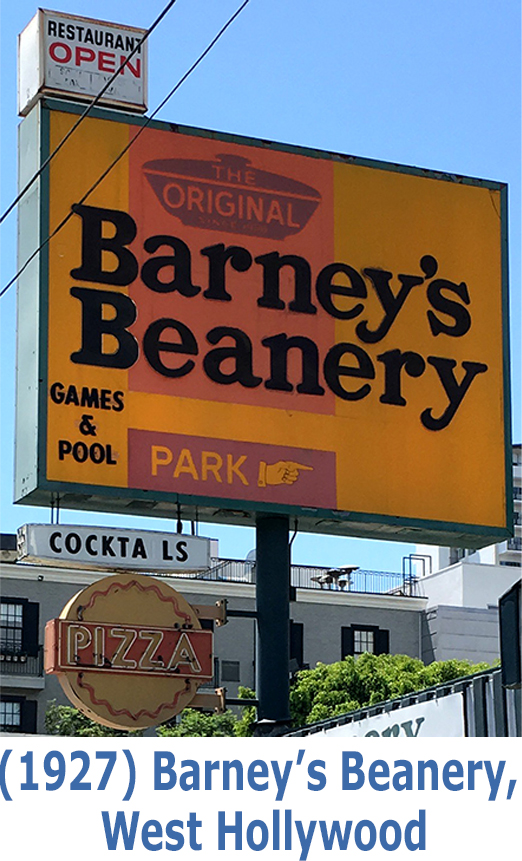 RESTAURANT
OPEN
THE
ORIGINAL
Barney's
Beanery
GAMES
&
POOL
PARK
COCKTA LS
PIZZA
(1927) Barney’s Beanery,
West Hollywood